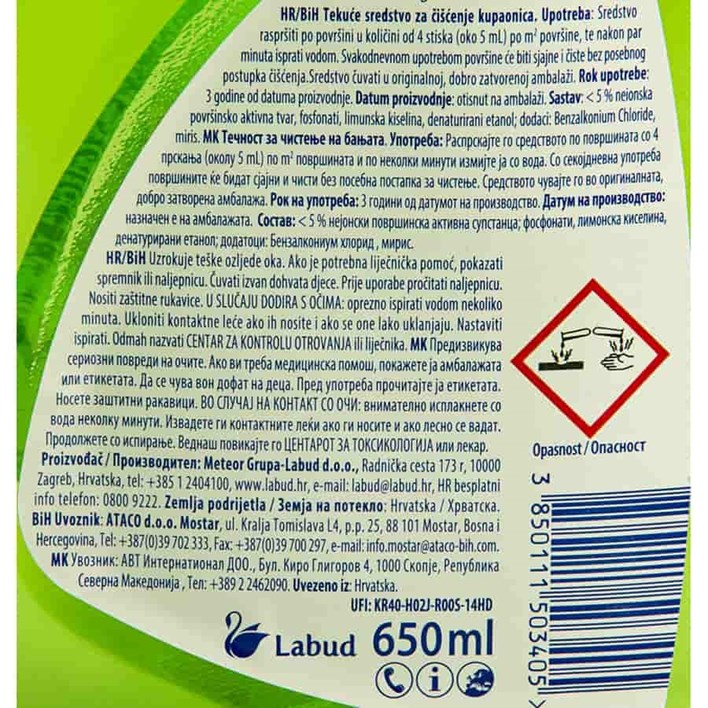 HR/BiH Tekuće sredstvo za čišćenje kupaonica. Upotreba: Sredstvo
raspršiti po površini u količini od 4 stiska (oko 5 mL) po m² površine, te nakon par
minuta isprati vodom. Svakodnevnom upotrebom površine će biti sjajne i čiste bez posebnog
postupka čišćenja.Sredstvo čuvati u originalnoj, dobro zatvorenoj ambalaži. Rok upotrebe:
3 godine od datuma proizvodnje. Datum proizvodnje: otisnut na ambalaži. Sastav: < 5 % neionska
površinsko aktivna tvar, fosfonati, limunska kiselina, denaturirani etanol; dodaci: Benzalkonium Chloride,
miris. МК Течност за чистење на бањата. Употреба: Распрскајте го средството по површината со 4
прскања (околу 5 mL) по m² површината и по неколки минути измијте ја со вода. Со секојдневна употреба
површините ќе бидат сјајни и чисти без посебна постапка за чистење. Средството чувајте го во оригиналната,
добро затворена амбалажа. Рок на употреба: 3 години од датумот на производство. Датум на производство:
назначен е на амбалажата. Состав: < 5 % нејонски површинска активна супстанца; фосфонати, лимонска киселина,
денатурирани етанол; додатоци: Бензалкониум хлорид , мирис.
HR/BiH Uzrokuje teške ozljede oka. Ako je potrebna liječnička pomoć, pokazati
spremnik ili naljepnicu. Čuvati izvan dohvata djece. Prije uporabe pročitati naljepnicu.
Nositi zaštitne rukavice. U SLUČAJU DODIRA S OČIMA: oprezno ispirati vodom nekoliko
minuta. Ukloniti kontaktne leće ako ih nosite i ako se one lako uklanjaju. Nastaviti
ispirati. Odmah nazvati CENTAR ZA KONTROLU OTROVANJA ili liječnika. МК Предизвикува
сериозни повреди на очите. Ако ви треба медицинска помош, покажете ја амбалажата
или етикетата. Да се чува вон дофат на деца. Пред употреба прочитајте ја етикетата.
Носете заштитни ракавици. ВО СЛУЧАЈ НА КОНТАКТ СО ОЧИ: внимателно исплакнете со
вода неколку минути. Извадете ги контактните леќи ако ги носите и ако лесно се вадат.
Продолжете со испирање. Веднаш повикајте го ЦЕНТАРОТ ЗА ТОКСИКОЛОГИЈА или лекар.
Proizvođač / Производител: Meteor Grupa-Labud d.o.o., Radnička cesta 173 r, 10000
Zagreb, Hrvatska, tel: +385 1 2404100, www.labud.hr, e-mail: labud@labud.hr, HR besplatni
info telefon: 0800 9222. Zemlja podrijetla / Земја на потекло: Hrvatska / Хрватска.
BiH Uvoznik: ATACO d.o.o. Mostar, ul. Kralja Tomislava L4, p.p. 25, 88 101 Mostar, Bosna i
Hercegovina, Tel: +387(0)39 702 333, Fax: +387(0)39 700 297, e-mail: info.mostar@ataco-bih.com.
МК Увозник: АВТ Интернационал ДОО., Бул. Киро Глигоров 4, 1000 Скопје, Република
Северна Македонија , Тел: +389 2 2462090. Uvezeno iz: Hrvatska.
UFI: KR40-H02J-R00S-14HD
Labud 650 ml
Opasnost / Опасност
3 850111 503405 >